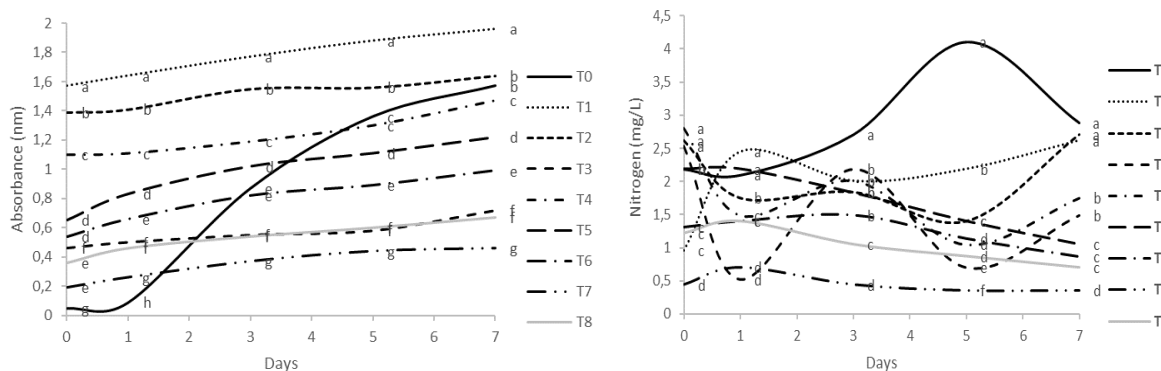 Absorbance (nm)
2
1,8
1,6
1,4
1,2
1
0,8
0,6
0,4
0,2
0
a
b
c
d
d
e
e
g
a
b
c
d
e
f
g
h
a
b
c
d
e
e
f
g
a
b
c
c
d
e
f
g
a
b
b
c
d
e
f
f
g
0 1 2 3 4 5 6 7
Days
T0
T1
T2
T3
T4
T5
T6
T7
T8
Nitrogen (mg/L)
4,5
4
3,5
3
2,5
2
1,5
1
0,5
0
a
a
a
b
c
c
d
a
a
a
b
c
c
d
d
a
b
b
a
a
b
c
d
a
a
c
d
d
d
e
f
a
a
a
b
b
c
c
c
d
0 1 2 3 4 5 6 7
Days
T
T
T
T
T
T
T
T
T